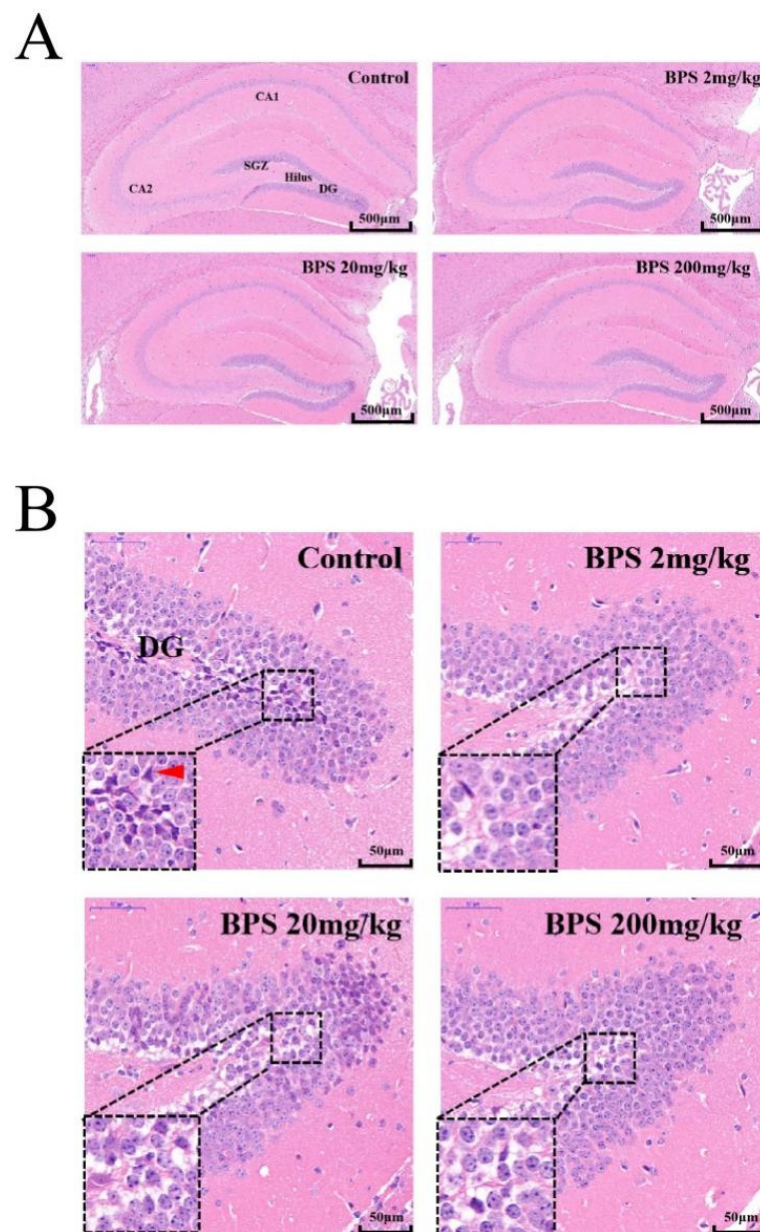 A
Control
CA1
SGZ
Hilus
DG
CA2
500μm
BPS 2mg/kg
500μm
BPS 20mg/kg
500μm
BPS 200mg/kg
500μm
B
Control
DG
50μm
BPS 2mg/kg
50μm
BPS 20mg/kg
50μm
BPS 200mg/kg
50μm